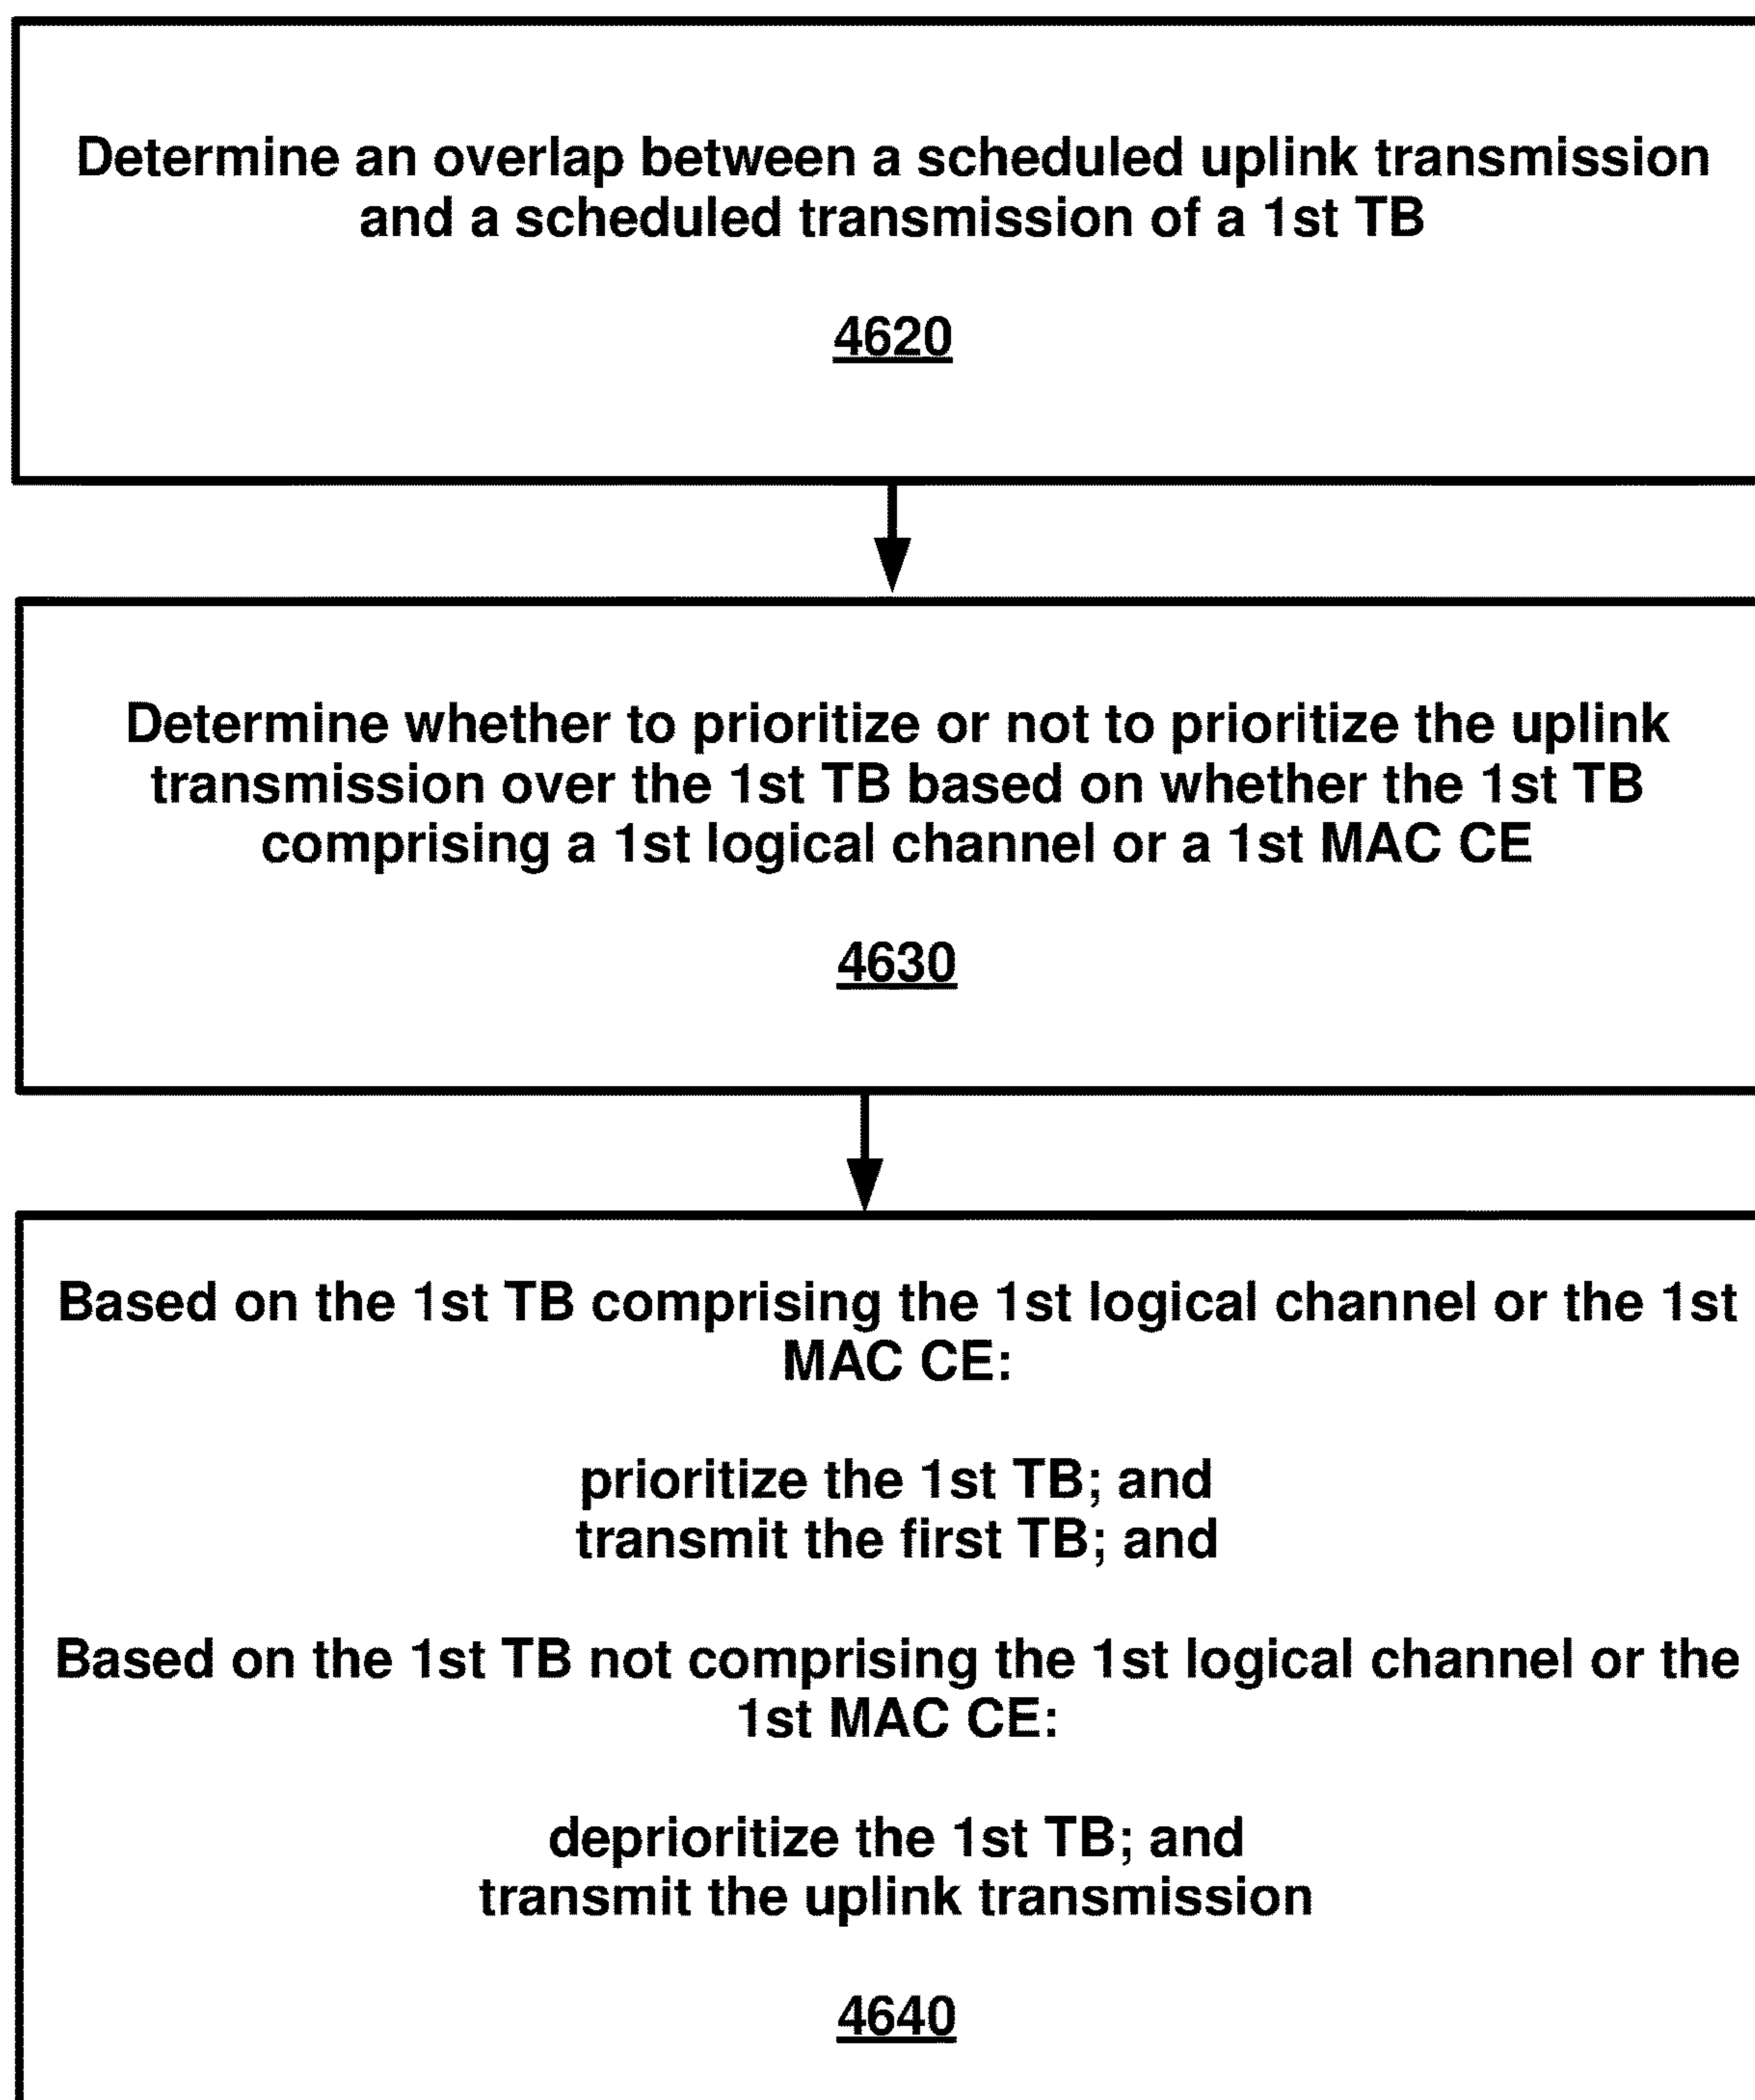 Determine an overlap between a scheduled uplink transmission
and a scheduled transmission of a 1st TB
4620
Determine whether to prioritize or not to prioritize the uplink
transmission over the 1st TB based on whether the 1st TB
comprising a 1st logical channel or a 1st MAC CE
4630
Based on the 1st TB comprising the 1st logical channel or the 1st
MAC CE:
prioritize the 1st TB; and
transmit the first TB; and
Based on the 1st TB not comprising the 1st logical channel or the
1st MAC CE:
deprioritize the 1st TB; and
transmit the uplink transmission
4640